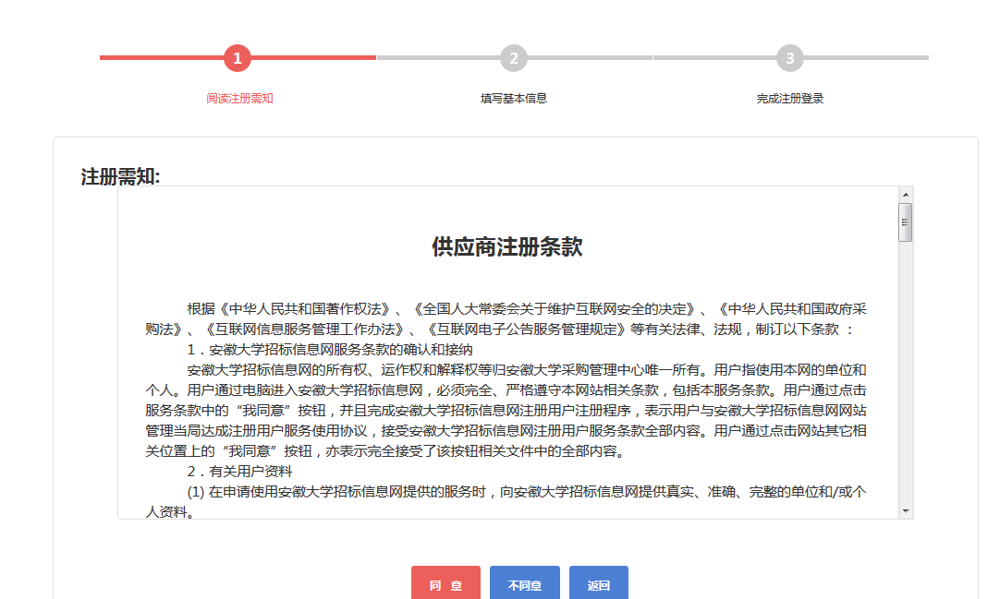 1 2 3
阅读注册需知 填写基本信息 完成注册登录
注册需知:
供应商注册条款
根据《中华人民共和国著作权法》、《全国人大常委会关于维护互联网安全的决定》、《中华人民共和国政府采
购法》、《互联网信息服务管理工作办法》、《互联网电子公告服务管理规定》等有关法律、法规，制订以下条款 ：
1．安徽大学招标信息网服务条款的确认和接纳
安徽大学招标信息网的所有权、运作权和解释权等归安徽大学采购管理中心唯一所有。用户指使用本网的单位和
个人。用户通过电脑进入安徽大学招标信息网，必须完全、严格遵守本网站相关条款，包括本服务条款。用户通过点击
服务条款中的“我同意”按钮，并且完成安徽大学招标信息网注册用户注册程序，表示用户与安徽大学招标信息网网站
管理当局达成注册用户服务使用协议，接受安徽大学招标信息网注册用户服务条款全部内容。用户通过点击网站其它相
关位置上的“我同意”按钮，亦表示完全接受了该按钮相关文件中的全部内容。
2．有关用户资料
(1) 在申请使用安徽大学招标信息网提供的服务时，向安徽大学招标信息网提供真实、准确、完整的单位和/或个
人资料。
同 意 不同意 返回